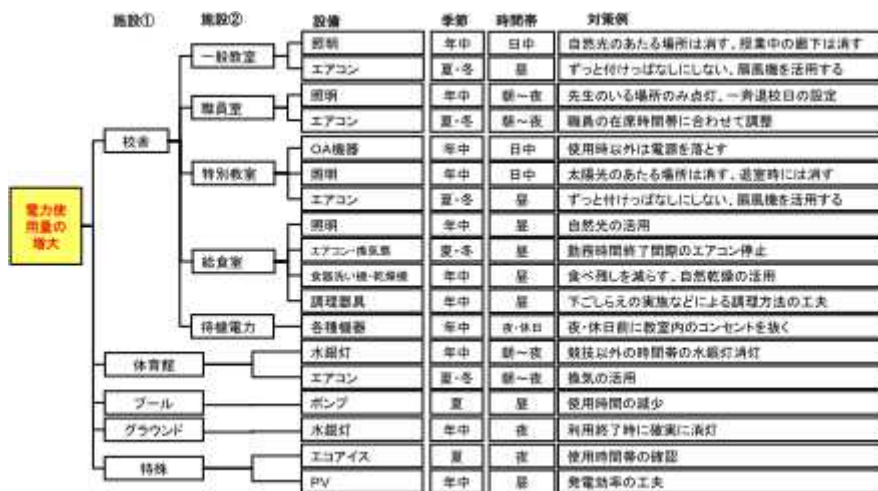 施設① 施設② 設備 季節 時間帯 対策例
電力使
用量の
増大
校舎
一般教室
照明 年中 日中 自然光のあたる場所は消す、授業中の廊下は消す
エアコン 夏・冬 昼 ずっと付けっぱなしにしない、扇風機を活用する
職員室
照明 年中 朝～夜 先生のいる場所のみ点灯、一斉退校日の設定
エアコン 夏・冬 朝～夜 職員の在席時間帯に合わせて調整
特別教室
OA機器 年中 日中 使用時以外は電源を落とす
照明 年中 日中 太陽光のあたる場所は消す、退室時には消す
エアコン 夏・冬 昼 ずっと付けっぱなしにしない、扇風機を活用する
給食室
照明 年中 昼 自然光の活用
エアコン・換気扇 夏・冬 昼 勤務時間終了間際のエアコン停止
食器洗い機・乾燥機 年中 昼 食べ残しを減らす、自然乾燥の活用
調理器具 年中 昼 下ごしらえの実施などによる調理方法の工夫
待機電力 各種機器 年中 夜・休日 夜・休日前に教室内のコンセントを抜く
体育館
水銀灯 年中 朝～夜 競技以外の時間帯の水銀灯消灯
エアコン 夏・冬 朝～夜 換気の活用
プール ポンプ 夏 昼 使用時間の減少
グラウンド 水銀灯 年中 夜 利用終了時に確実に消灯
特殊
エコアイス 夏 夜 使用時間帯の確認
PV 年中 昼 発電効率の工夫